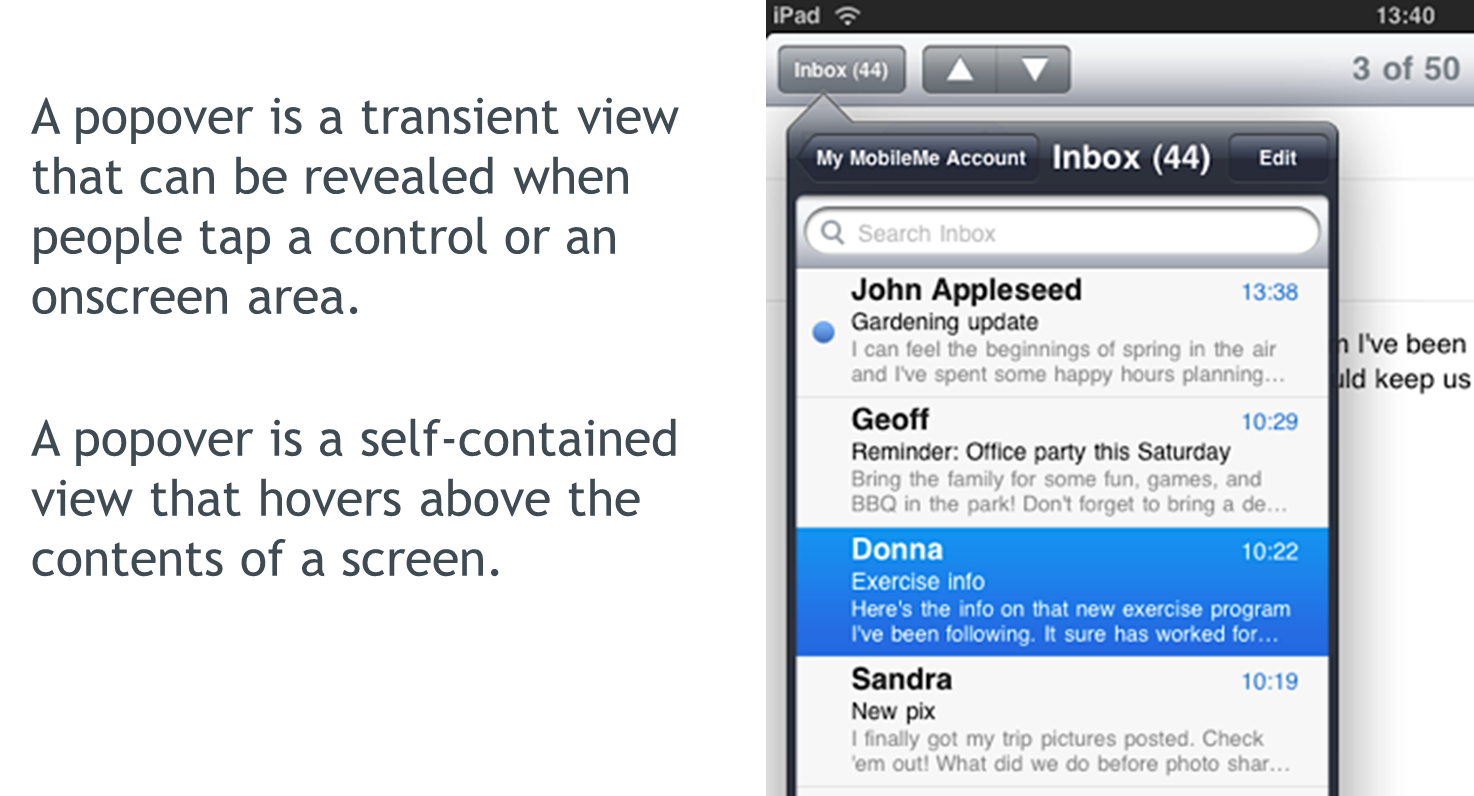 A popover is a transient view
that can be revealed when
people tap a control or an
onscreen area.
A popover is a self-contained
view that hovers above the
contents of a screen.
iPad 13:40
Inbox (44) 3 of 50
My MobileMe Account Inbox (44) Edit
Search Inbox
John Appleseed 13:38
Gardening update
I can feel the beginnings of spring in the air
and I've spent some happy hours planning...
I've been
keep us
Geoff 10:29
Reminder: Office party this Saturday
Bring the family for some fun, games, and
BBQ in the park! Don't forget to bring a de...
Donna 10:22
Exercise info
Here's the info on that new exercise program
I've been following. It sure has worked for...
Sandra 10:19
New pix
I finally got my trip pictures posted. Check
'em out! What did we do before photo shar...